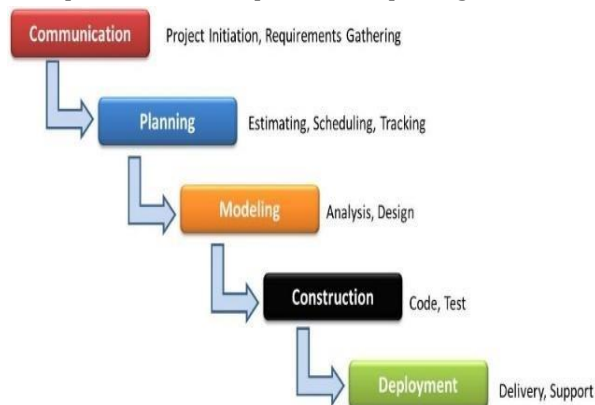 Communication Project Initiation, Requirements Gathering
Planning Estimating, Scheduling, Tracking
Modeling Analysis, Design
Construction Code, Test
Deployment Delivery, Support